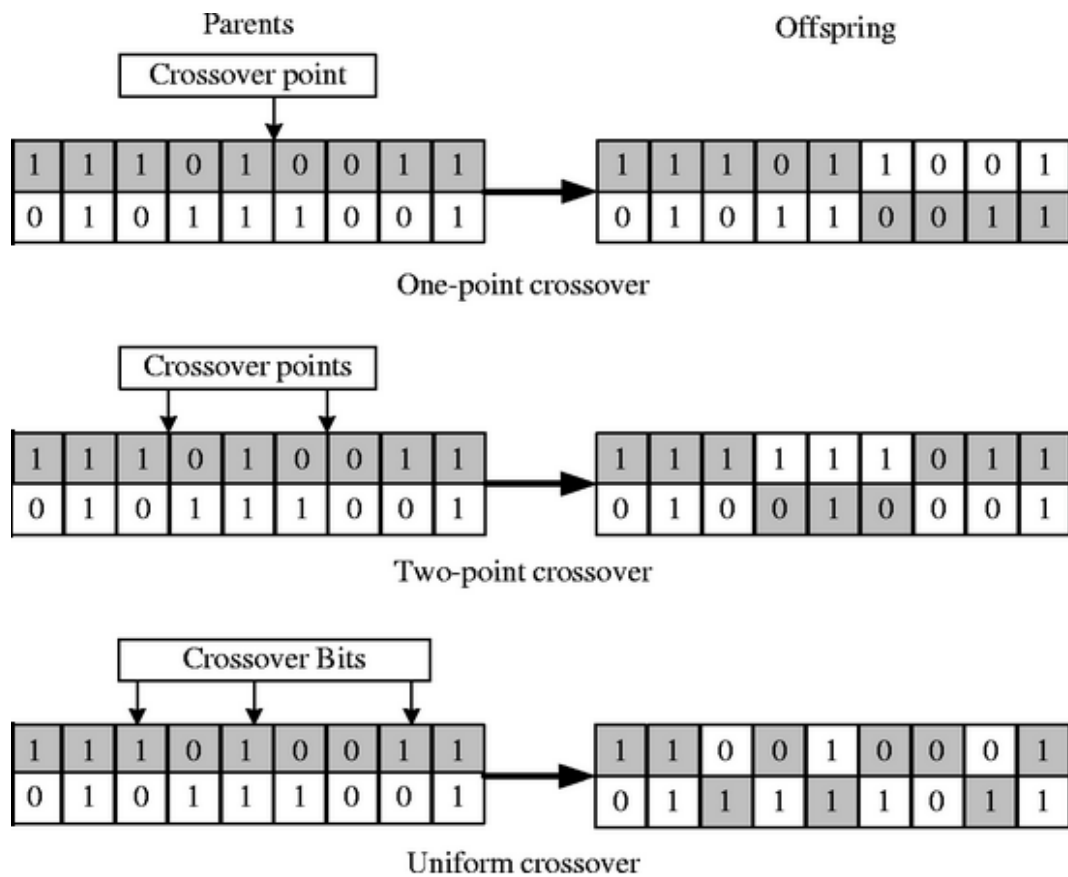 Parents Offspring
Crossover point
1 1 1 0 1 0 0 1 1 1 1 1 0 1 1 0 0 1
0 1 0 1 1 1 0 0 1 0 1 0 1 1 0 0 1 1
One-point crossover
Crossover points
1 1 1 0 1 0 0 1 1 1 1 1 1 1 1 0 1 1
0 1 0 1 1 1 0 0 1 0 1 0 0 1 0 0 0 1
Two-point crossover
Crossover Bits
1 1 1 0 1 0 0 1 1 1 1 0 0 1 0 0 0 1
0 1 0 1 1 1 0 0 1 0 1 1 1 1 1 0 1 1
Uniform crossover